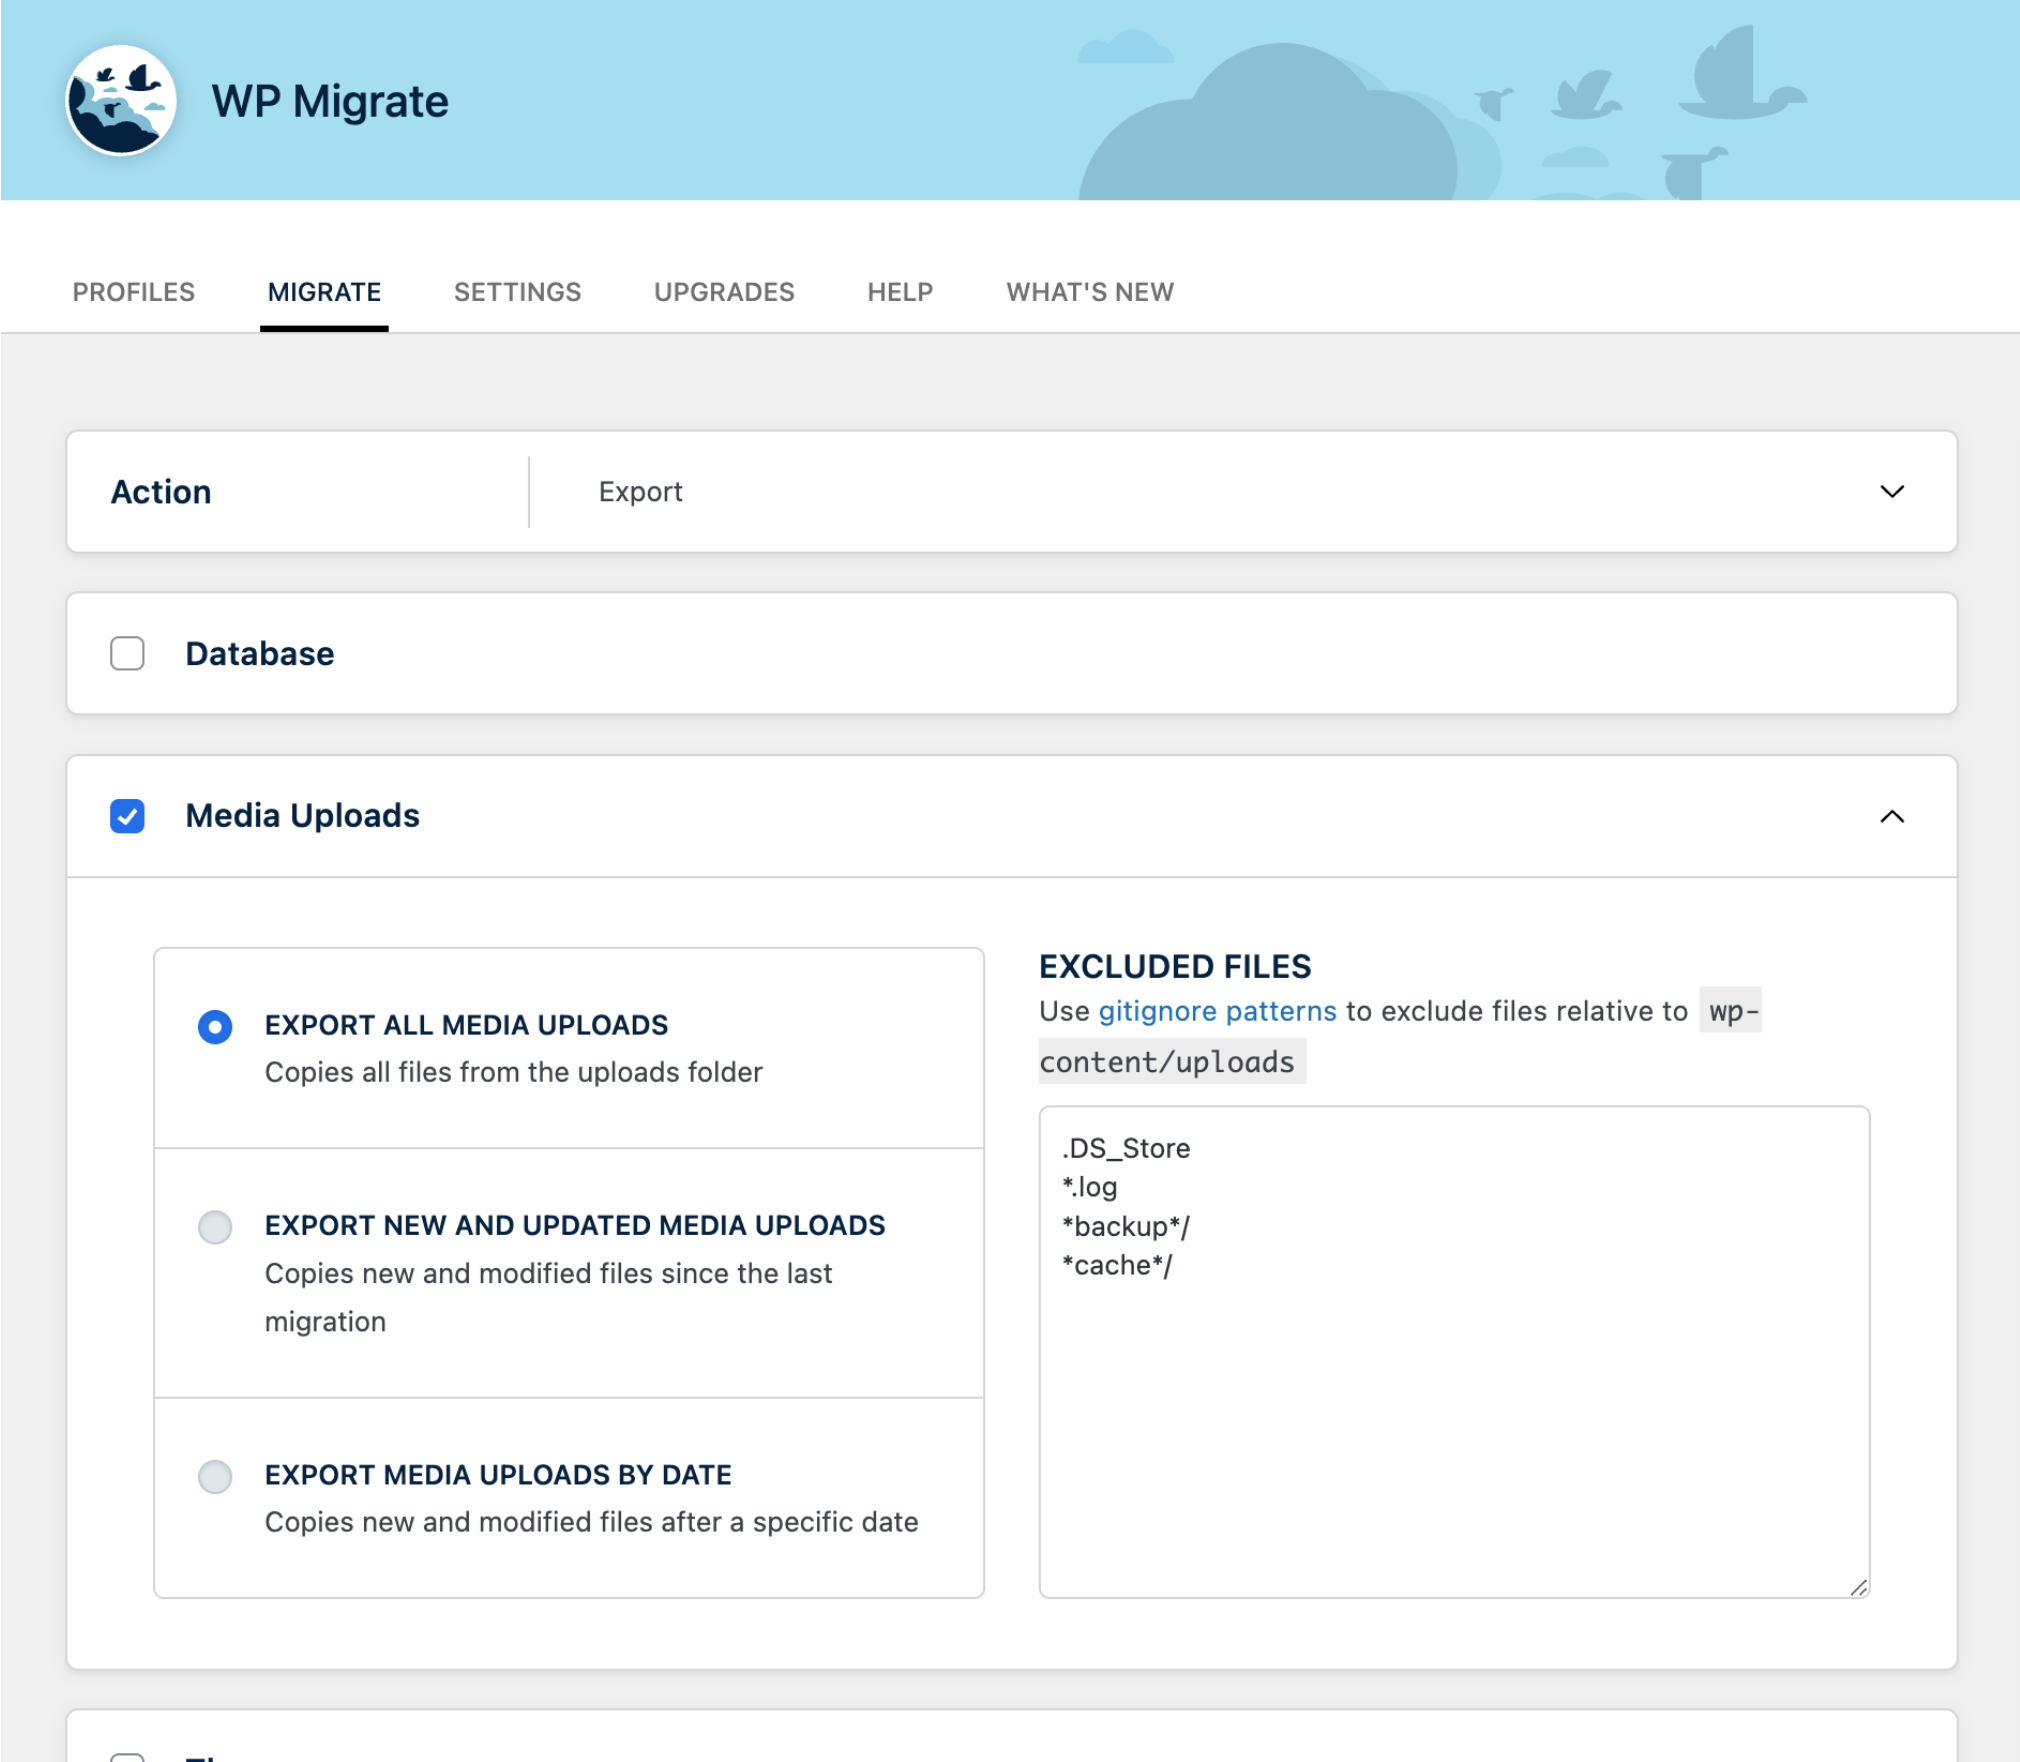 WP Migrate
PROFILES MIGRATE SETTINGS UPGRADES HELP WHAT'S NEW
Action Export
Database
Media Uploads
EXPORT ALL MEDIA UPLOADS
Copies all files from the uploads folder
EXPORT NEW AND UPDATED MEDIA UPLOADS
Copies new and modified files since the last
migration
EXPORT MEDIA UPLOADS BY DATE
Copies new and modified files after a specific date
EXCLUDED FILES
Use gitignore patterns to exclude files relative to wp-
content/uploads
.DS_Store
*.log
*backup*/
*cache*/